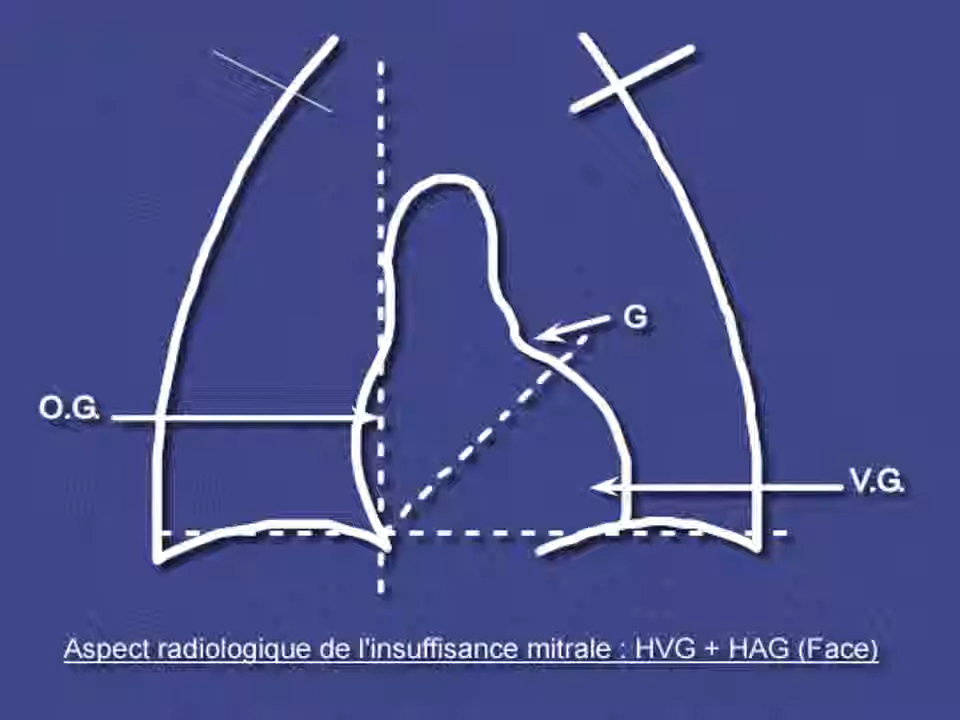 G
O.G.
V.G.
Aspect radiologique de l'insuffisance mitrale : HVG + HAG (Face)